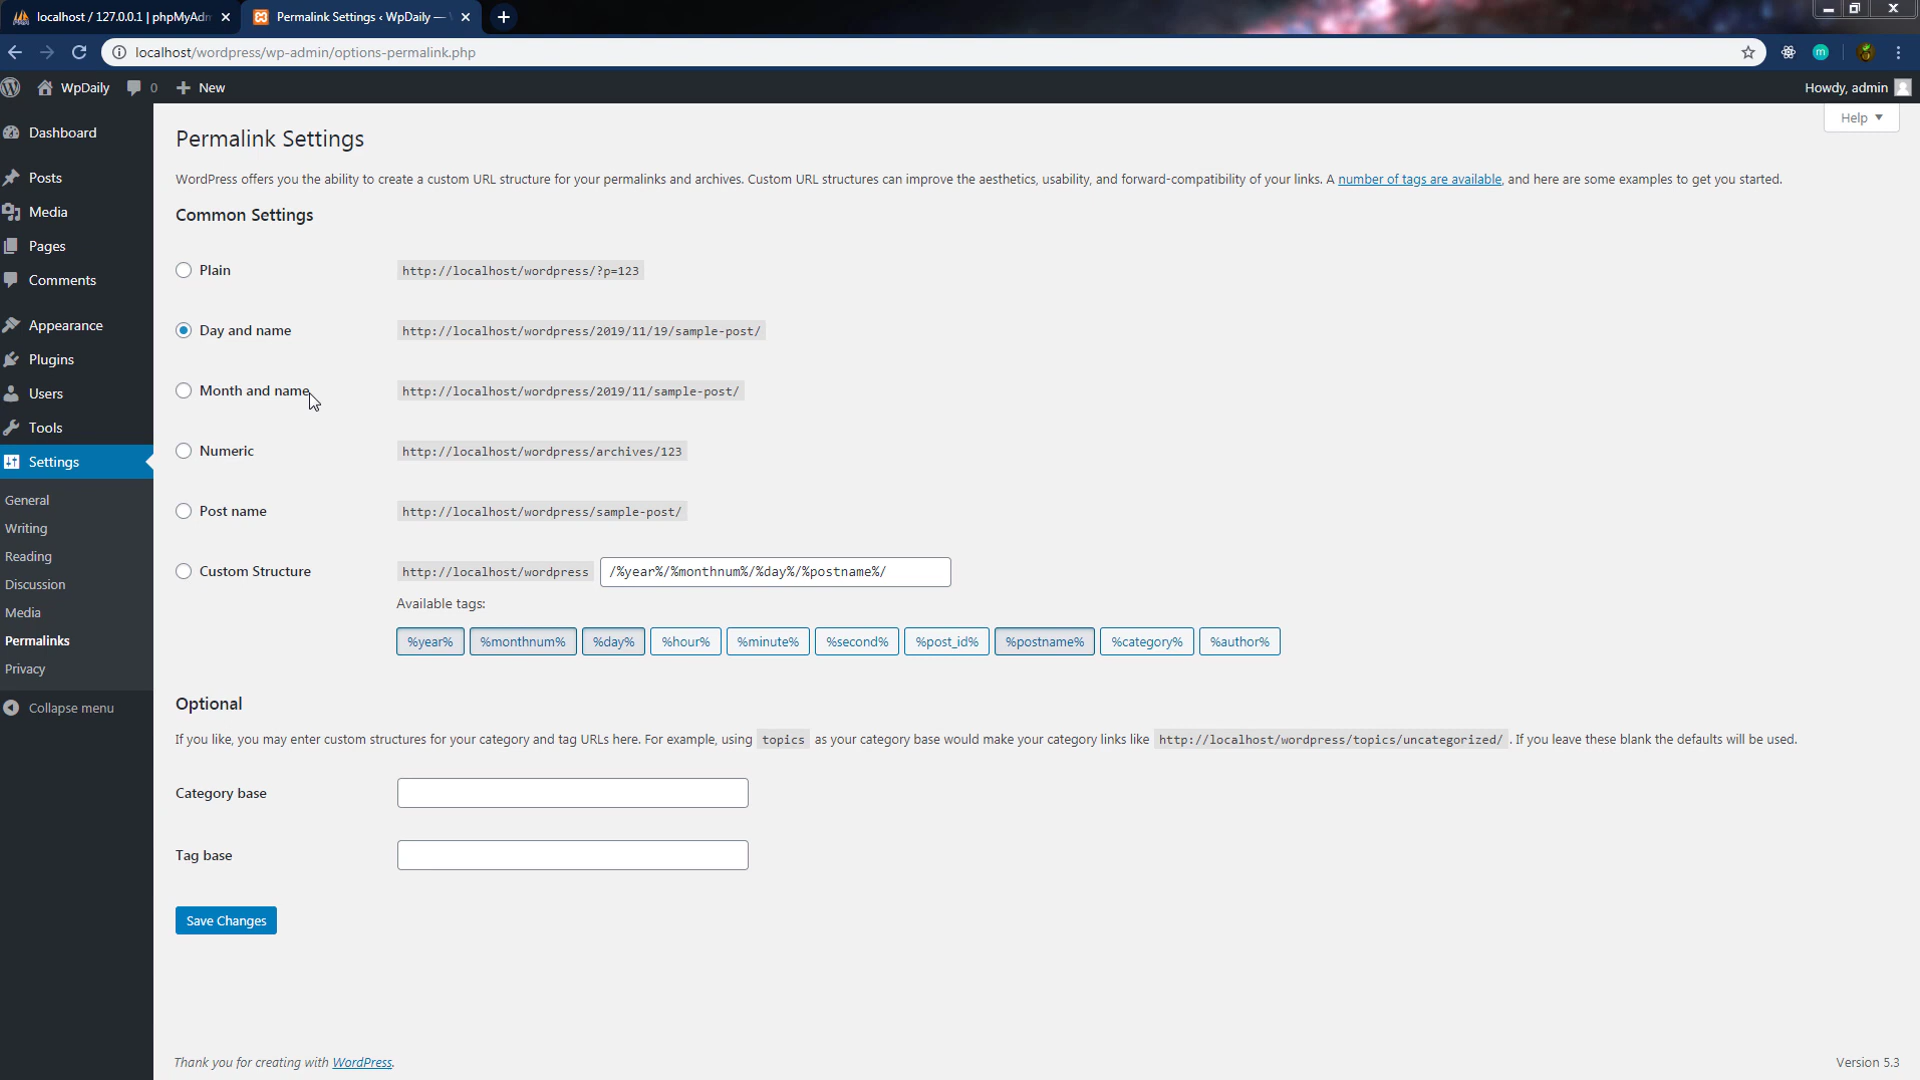 localhost / 127.0.0.1 | phpMyAdm
Permalink Settings ‹ WpDaily —
localhost/wordpress/wp-admin/options-permalink.php
m
WpDaily
0
New
Howdy, admin
Help
Dashboard
Posts
Media
Pages
Comments
Appearance
Plugins
Users
Tools
Settings
General
Writing
Reading
Discussion
Media
Permalinks
Privacy
Collapse menu
Permalink Settings
WordPress offers you the ability to create a custom URL structure for your permalinks and archives. Custom URL structures can improve the aesthetics, usability, and forward-compatibility of your links. A number of tags are available, and here are some examples to get you started.
Common Settings
Plain http://localhost/wordpress/?p=123
Day and name http://localhost/wordpress/2019/11/19/sample-post/
Month and name http://localhost/wordpress/2019/11/sample-post/
Numeric http://localhost/wordpress/archives/123
Post name http://localhost/wordpress/sample-post/
Custom Structure http://localhost/wordpress /%year%/%monthnum%/%day%/%postname%/
Available tags:
%year% %monthnum% %day% %hour% %minute% %second% %post_id% %postname% %category% %author%
Optional
If you like, you may enter custom structures for your category and tag URLs here. For example, using topics as your category base would make your category links like http://localhost/wordpress/topics/uncategorized/ . If you leave these blank the defaults will be used.
Category base
Tag base
Save Changes
Thank you for creating with WordPress.
Version 5.3